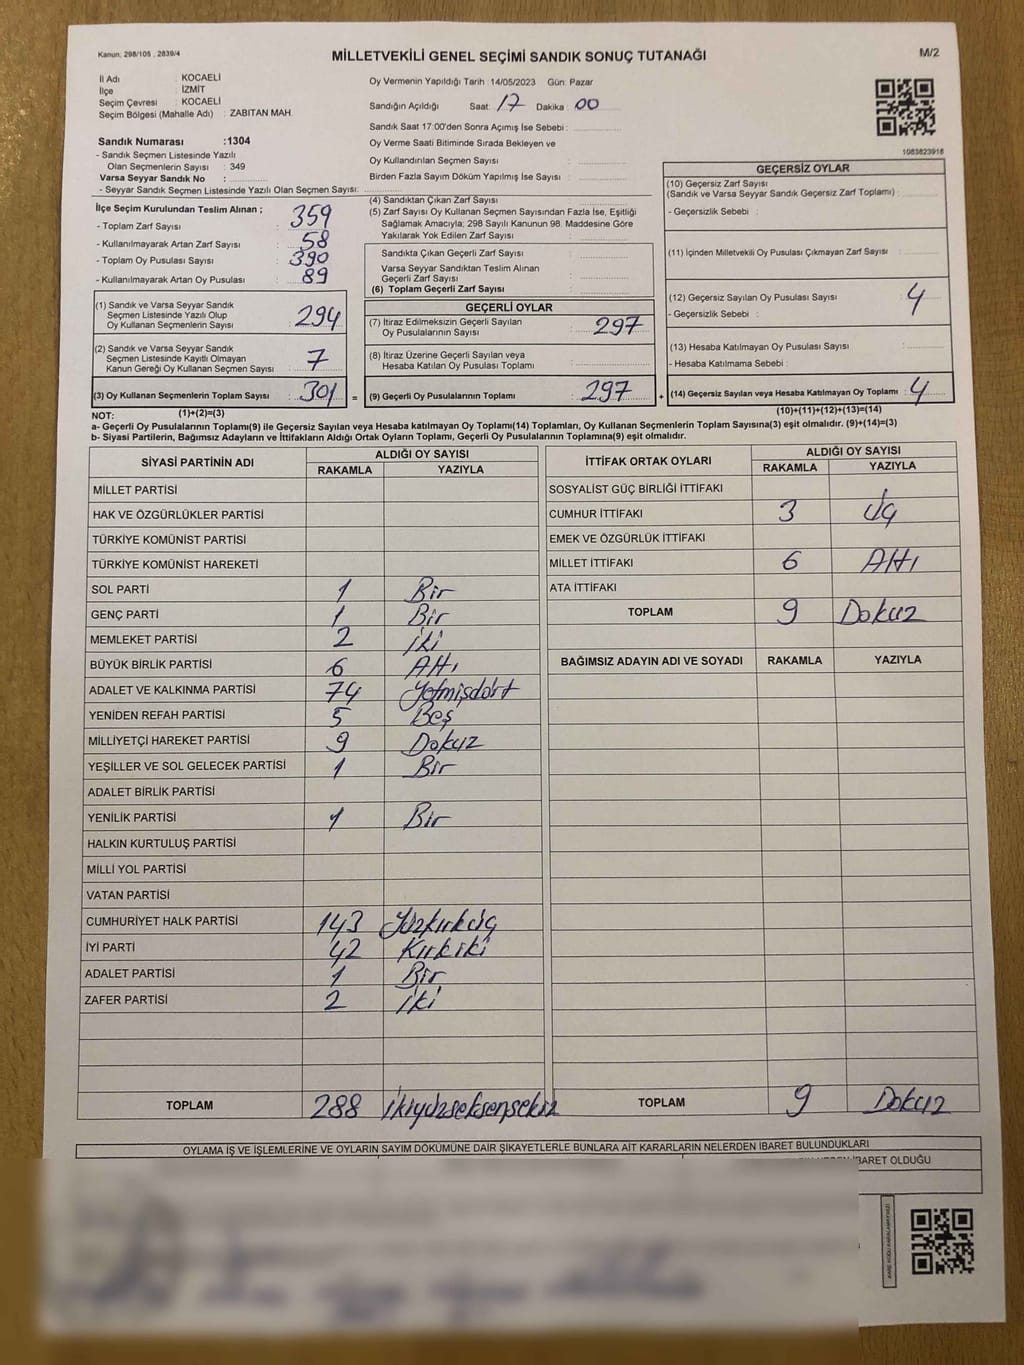 Kanun: 298/105 , 2839/4
MİLLETVEKİLİ GENEL SEÇİMİ SANDIK SONUÇ TUTANAĞI
M/2
İl Adı : KOCAELİ
İlçe : İZMİT
Seçim Çevresi : KOCAELİ
Seçim Bölgesi (Mahalle Adı) : ZABITAN MAH.
Sandık Numarası :1304
- Sandık Seçmen Listesinde Yazılı
Olan Seçmenlerin Sayısı : 349
Varsa Seyyar Sandık No :
- Seyyar Sandık Seçmen Listesinde Yazılı Olan Seçmen Sayısı:
Oy Vermenin Yapıldığı Tarih :14/05/2023 Gün: Pazar
Sandığın Açıldığı Saat: 17 Dakika : 00
Sandık Saat 17:00'den Sonra Açımış İse Sebebi :
Oy Verme Saati Bitiminde Sırada Bekleyen ve
Oy Kullandırılan Seçmen Sayısı :
Birden Fazla Sayım Döküm Yapılmış İse Sayısı :
1083823916
İlçe Seçim Kurulundan Teslim Alınan ;
- Toplam Zarf Sayısı : 359
- Kullanılmayarak Artan Zarf Sayısı : 58
- Toplam Oy Pusulası Sayısı : 390
- Kullanılmayarak Artan Oy Pusulası : 89
(1) Sandık ve Varsa Seyyar Sandık
Seçmen Listesinde Yazılı Olup
Oy Kullanan Seçmenlerin Sayısı : 294
(2) Sandık ve Varsa Seyyar Sandık
Seçmen Listesinde Kayıtlı Olmayan
Kanun Gereği Oy Kullanan Seçmen Sayısı : 7
(3) Oy Kullanan Seçmenlerin Toplam Sayısı : 301 =
(4) Sandıktan Çıkan Zarf Sayısı :
(5) Zarf Sayısı Oy Kullanan Seçmen Sayısından Fazla İse, Eşitliği
Sağlamak Amacıyla; 298 Sayılı Kanunun 98. Maddesine Göre
Yakılarak Yok Edilen Zarf Sayısı :
Sandıkta Çıkan Geçerli Zarf Sayısı :
Varsa Seyyar Sandıktan Teslim Alınan
Geçerli Zarf Sayısı :
(6) Toplam Geçerli Zarf Sayısı :
GEÇERLİ OYLAR
(7) İtiraz Edilmeksizin Geçerli Sayılan
Oy Pusulalarının Sayısı : 297
(8) İtiraz Üzerine Geçerli Sayılan veya
Hesaba Katılan Oy Pusulası Toplamı :
(9) Geçerli Oy Pusulalarının Toplamı : 297 +
GEÇERSİZ OYLAR
(10) Geçersiz Zarf Sayısı
(Sandık ve Varsa Seyyar Sandık Geçersiz Zarf Toplamı) :
- Geçersizlik Sebebi :
(11) İçinden Milletvekili Oy Pusulası Çıkmayan Zarf Sayısı :
(12) Geçersiz Sayılan Oy Pusulası Sayısı : 4
- Geçersizlik Sebebi :
(13) Hesaba Katılmayan Oy Pusulası Sayısı :
- Hesaba Katılmama Sebebi :
(14) Geçersiz Sayılan veya Hesaba Katılmayan Oy Toplamı : 4
NOT: (1)+(2)=(3) (10)+(11)+(12)+(13)=(14)
a- Geçerli Oy Pusulalarının Toplamı(9) ile Geçersiz Sayılan veya Hesaba Katılmayan Oy Toplamı(14) Toplamları, Oy Kullanan Seçmenlerin Toplam Sayısına(3) eşit olmalıdır. (9)+(14)=(3)
b- Siyasi Partilerin, Bağımsız Adayların ve İttifakların Aldığı Ortak Oyların Toplamı, Geçerli Oy Pusulalarının Toplamına(9) eşit olmalıdır.
SİYASİ PARTİNİN ADI ALDIĞI OY SAYISI
RAKAMLA YAZIYLA
MİLLET PARTİSİ
HAK VE ÖZGÜRLÜKLER PARTİSİ
TÜRKİYE KOMÜNİST PARTİSİ
TÜRKİYE KOMÜNİST HAREKETİ
SOL PARTİ 1 Bir
GENÇ PARTİ 1 Bir
MEMLEKET PARTİSİ 2 İki
BÜYÜK BİRLİK PARTİSİ 6 Altı
ADALET VE KALKINMA PARTİSİ 74 Yetmişdört
YENİDEN REFAH PARTİSİ 5 Beş
MİLLİYETÇİ HAREKET PARTİSİ 9 Dokuz
YEŞİLLER VE SOL GELECEK PARTİSİ 1 Bir
ADALET BİRLİK PARTİSİ
YENİLİK PARTİSİ 1 Bir
HALKIN KURTULUŞ PARTİSİ
MİLLİ YOL PARTİSİ
VATAN PARTİSİ
CUMHURİYET HALK PARTİSİ 143 Yüzkırküç
İYİ PARTİ 42 Kırkiki
ADALET PARTİSİ 1 Bir
ZAFER PARTİSİ 2 İki
TOPLAM 288 İkiyüzseksensekiz
İTTİFAK ORTAK OYLARI ALDIĞI OY SAYISI
RAKAMLA YAZIYLA
SOSYALİST GÜÇ BİRLİĞİ İTTİFAKI
CUMHUR İTTİFAKI 3 Üç
EMEK VE ÖZGÜRLÜK İTTİFAKI
MİLLET İTTİFAKI 6 Altı
ATA İTTİFAKI
TOPLAM 9 Dokuz
BAĞIMSIZ ADAYIN ADI VE SOYADI RAKAMLA YAZIYLA
TOPLAM 9 Dokuz
OYLAMA İŞ VE İŞLEMLERİNE VE OYLARIN SAYIM DÖKÜMÜNE DAİR ŞİKAYETLERLE BUNLARA AİT KARARLARIN NELERDEN İBARET BULUNDUKLARI
İBARET OLDUĞU